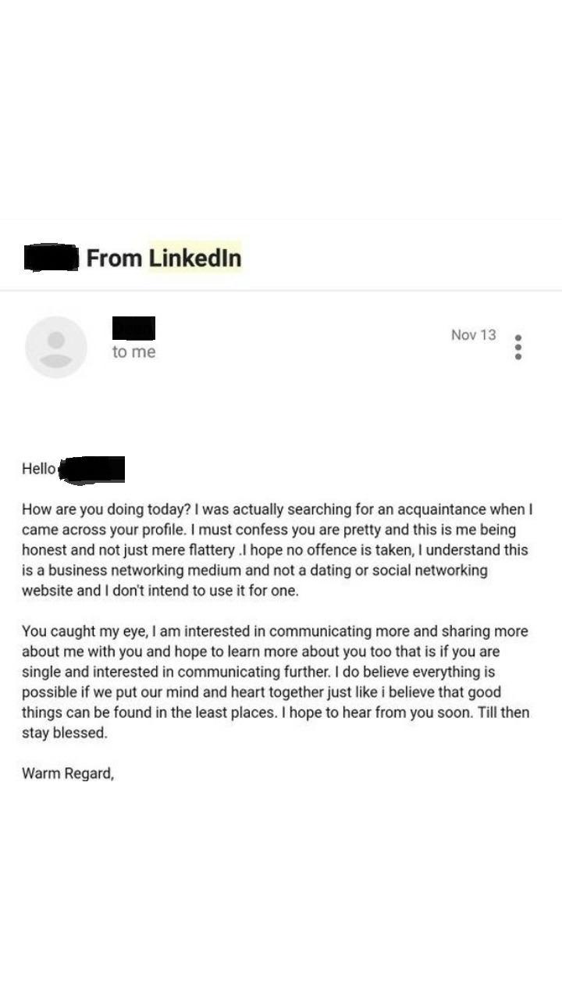 From LinkedIn
to me
Nov 13
Hello
How are you doing today? I was actually searching for an acquaintance when I
came across your profile. I must confess you are pretty and this is me being
honest and not just mere flattery .I hope no offence is taken, I understand this
is a business networking medium and not a dating or social networking
website and I don't intend to use it for one.
You caught my eye, I am interested in communicating more and sharing more
about me with you and hope to learn more about you too that is if you are
single and interested in communicating further. I do believe everything is
possible if we put our mind and heart together just like i believe that good
things can be found in the least places. I hope to hear from you soon. Till then
stay blessed.
Warm Regard,